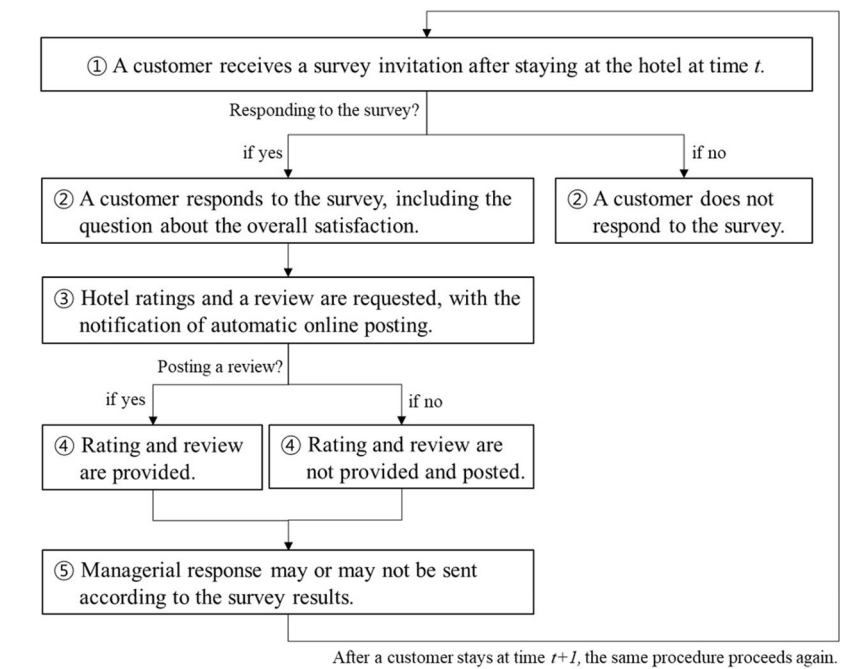 ① A customer receives a survey invitation after staying at the hotel at time t.
Responding to the survey?
if yes
if no
② A customer responds to the survey, including the
question about the overall satisfaction.
② A customer does not
respond to the survey.
③ Hotel ratings and a review are requested, with the
notification of automatic online posting.
Posting a review?
if yes
if no
④ Rating and review
are provided.
④ Rating and review are
not provided and posted.
⑤ Managerial response may or may not be sent
according to the survey results.
After a customer stays at time t+1, the same procedure proceeds again.